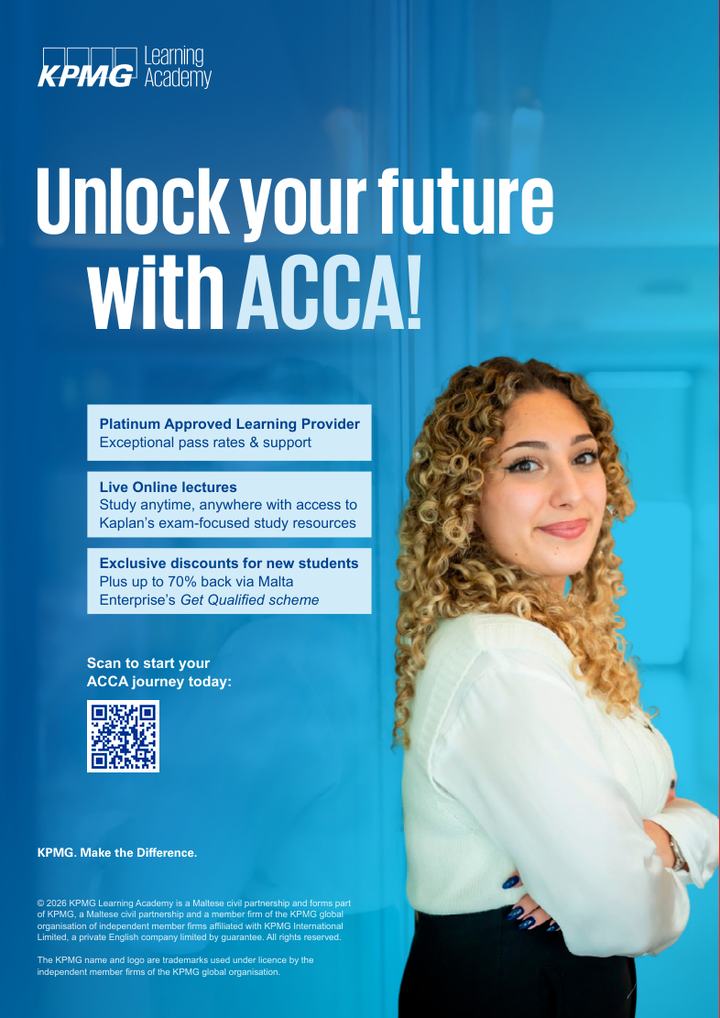 KPMG
Learning
Academy
Unlock your future
with ACCA!
Platinum Approved Learning Provider
Exceptional pass rates & support
Live Online lectures
Study anytime, anywhere with access to
Kaplan’s exam-focused study resources
Exclusive discounts for new students
Plus up to 70% back via Malta
Enterprise’s Get Qualified scheme
Scan to start your
ACCA journey today:
KPMG. Make the Difference.
© 2026 KPMG Learning Academy is a Maltese civil partnership and forms part
of KPMG, a Maltese civil partnership and a member firm of the KPMG global
organisation of independent member firms affiliated with KPMG International
Limited, a private English company limited by guarantee. All rights reserved.
The KPMG name and logo are trademarks used under licence by the
independent member firms of the KPMG global organisation.